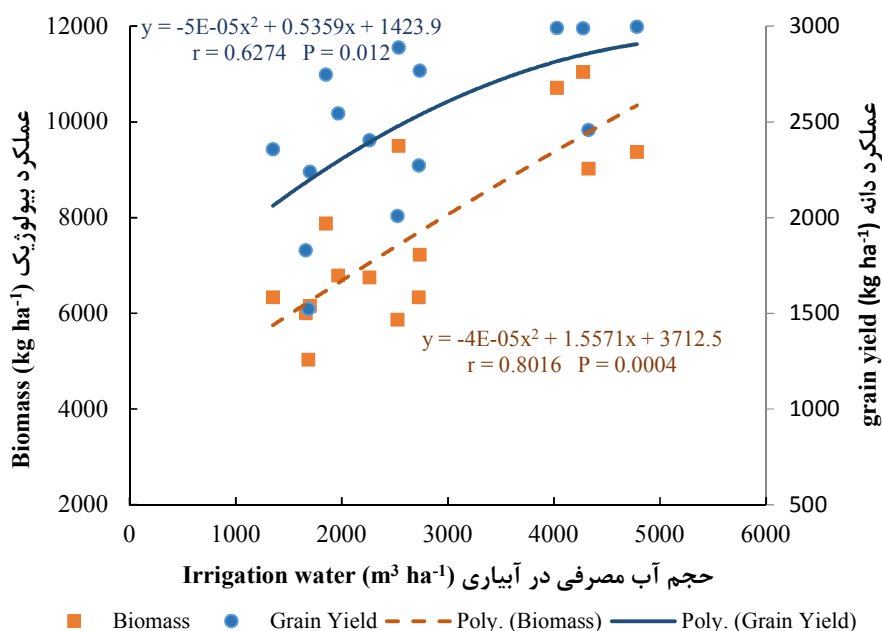 y = -5E-05x² + 0.5359x + 1423.9
r = 0.6274 P = 0.012
12000
10000
8000
6000
4000
2000
عملکرد بیولوژیک Biomass (kg ha⁻¹)
3000
2500
2000
1500
1000
500
عملکرد دانه grain yield (kg ha⁻¹)
y = -4E-05x² + 1.5571x + 3712.5
r = 0.8016 P = 0.0004
0 1000 2000 3000 4000 5000 6000
حجم آب مصرفی در آبیاری Irrigation water (m³ ha⁻¹)
Biomass Grain Yield Poly. (Biomass) Poly. (Grain Yield)